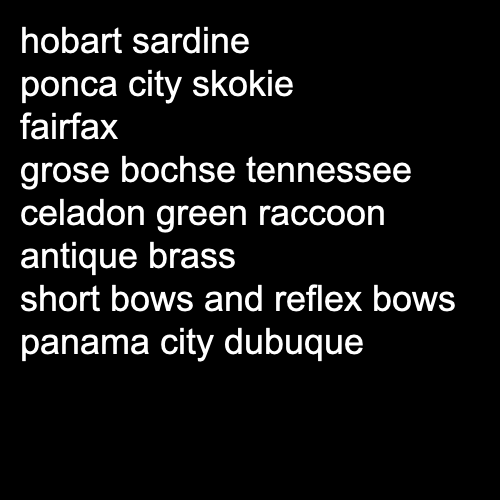 hobart sardine
ponca city skokie
fairfax
grose bochse tennessee
celadon green raccoon
antique brass
short bows and reflex bows
panama city dubuque